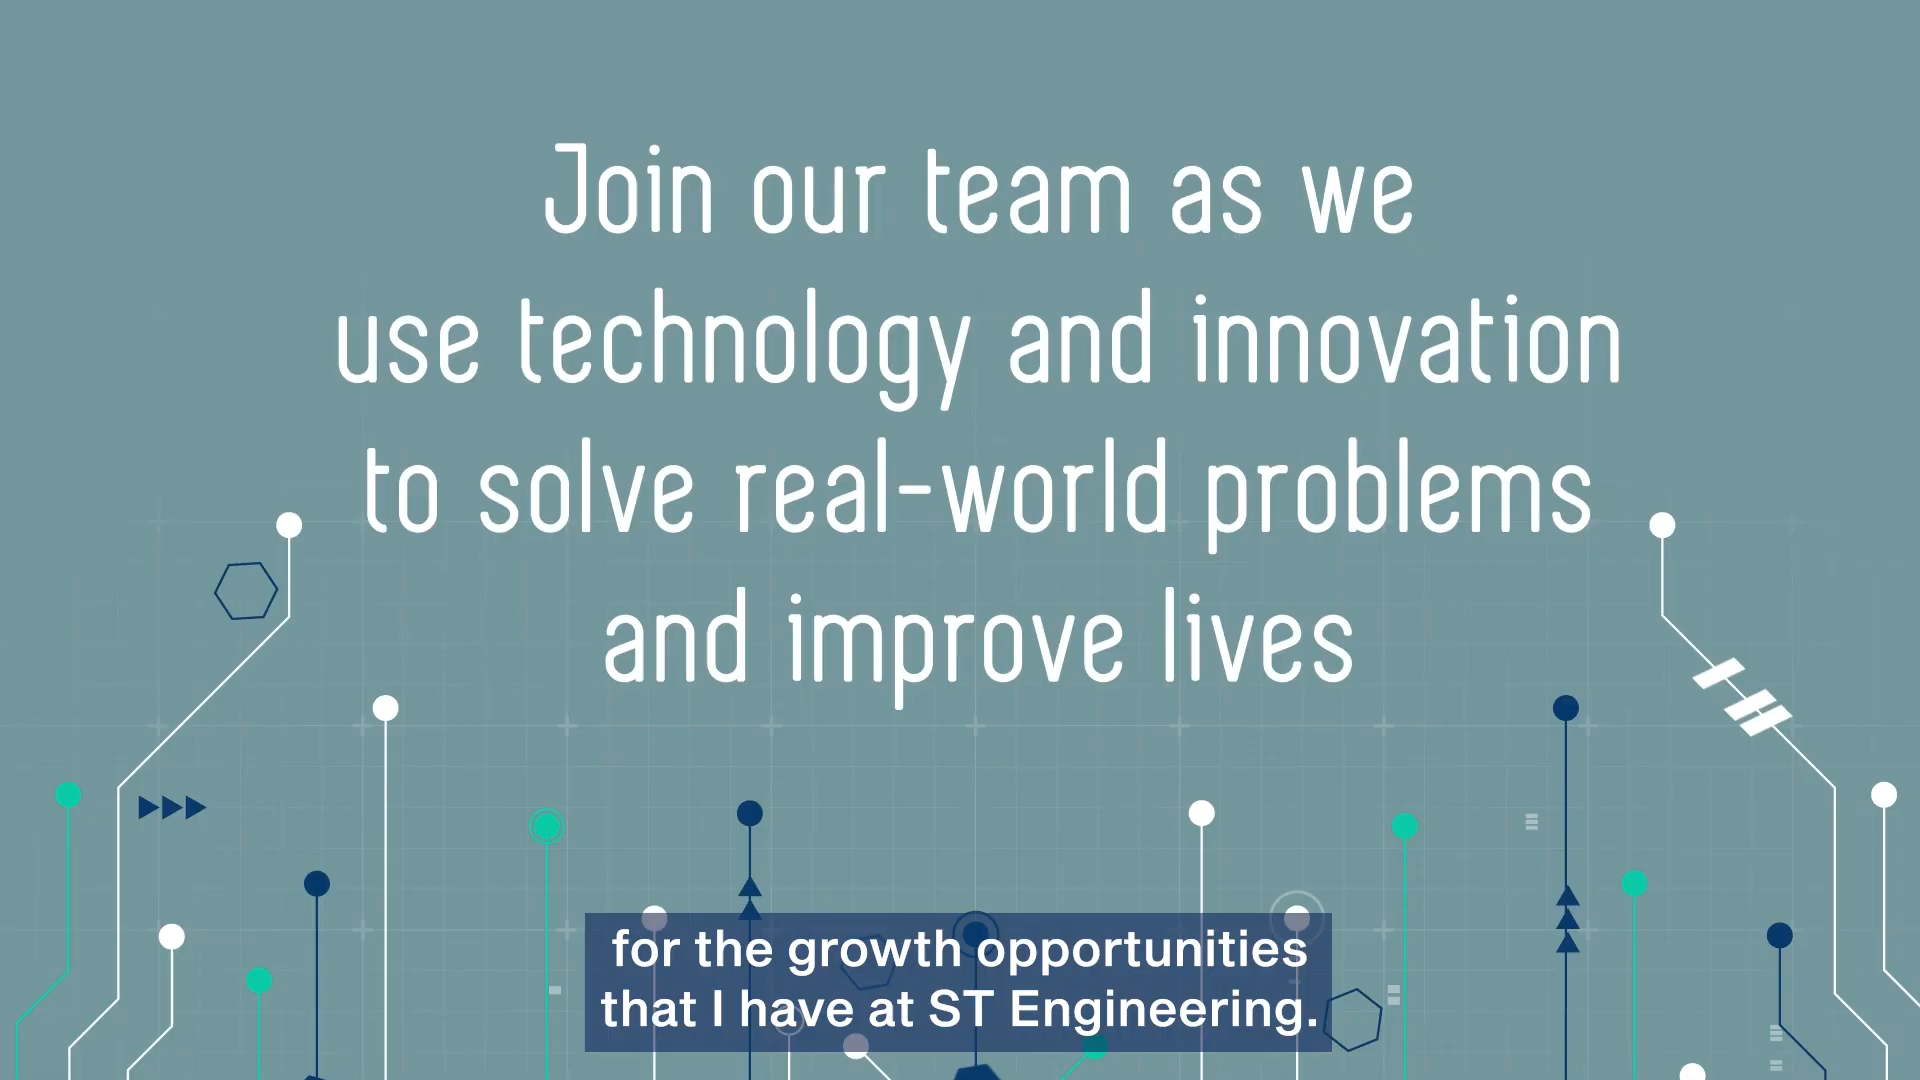 Join our team as we
use technology and innovation
to solve real-world problems
and improve lives
for the growth opportunities
that I have at ST Engineering.